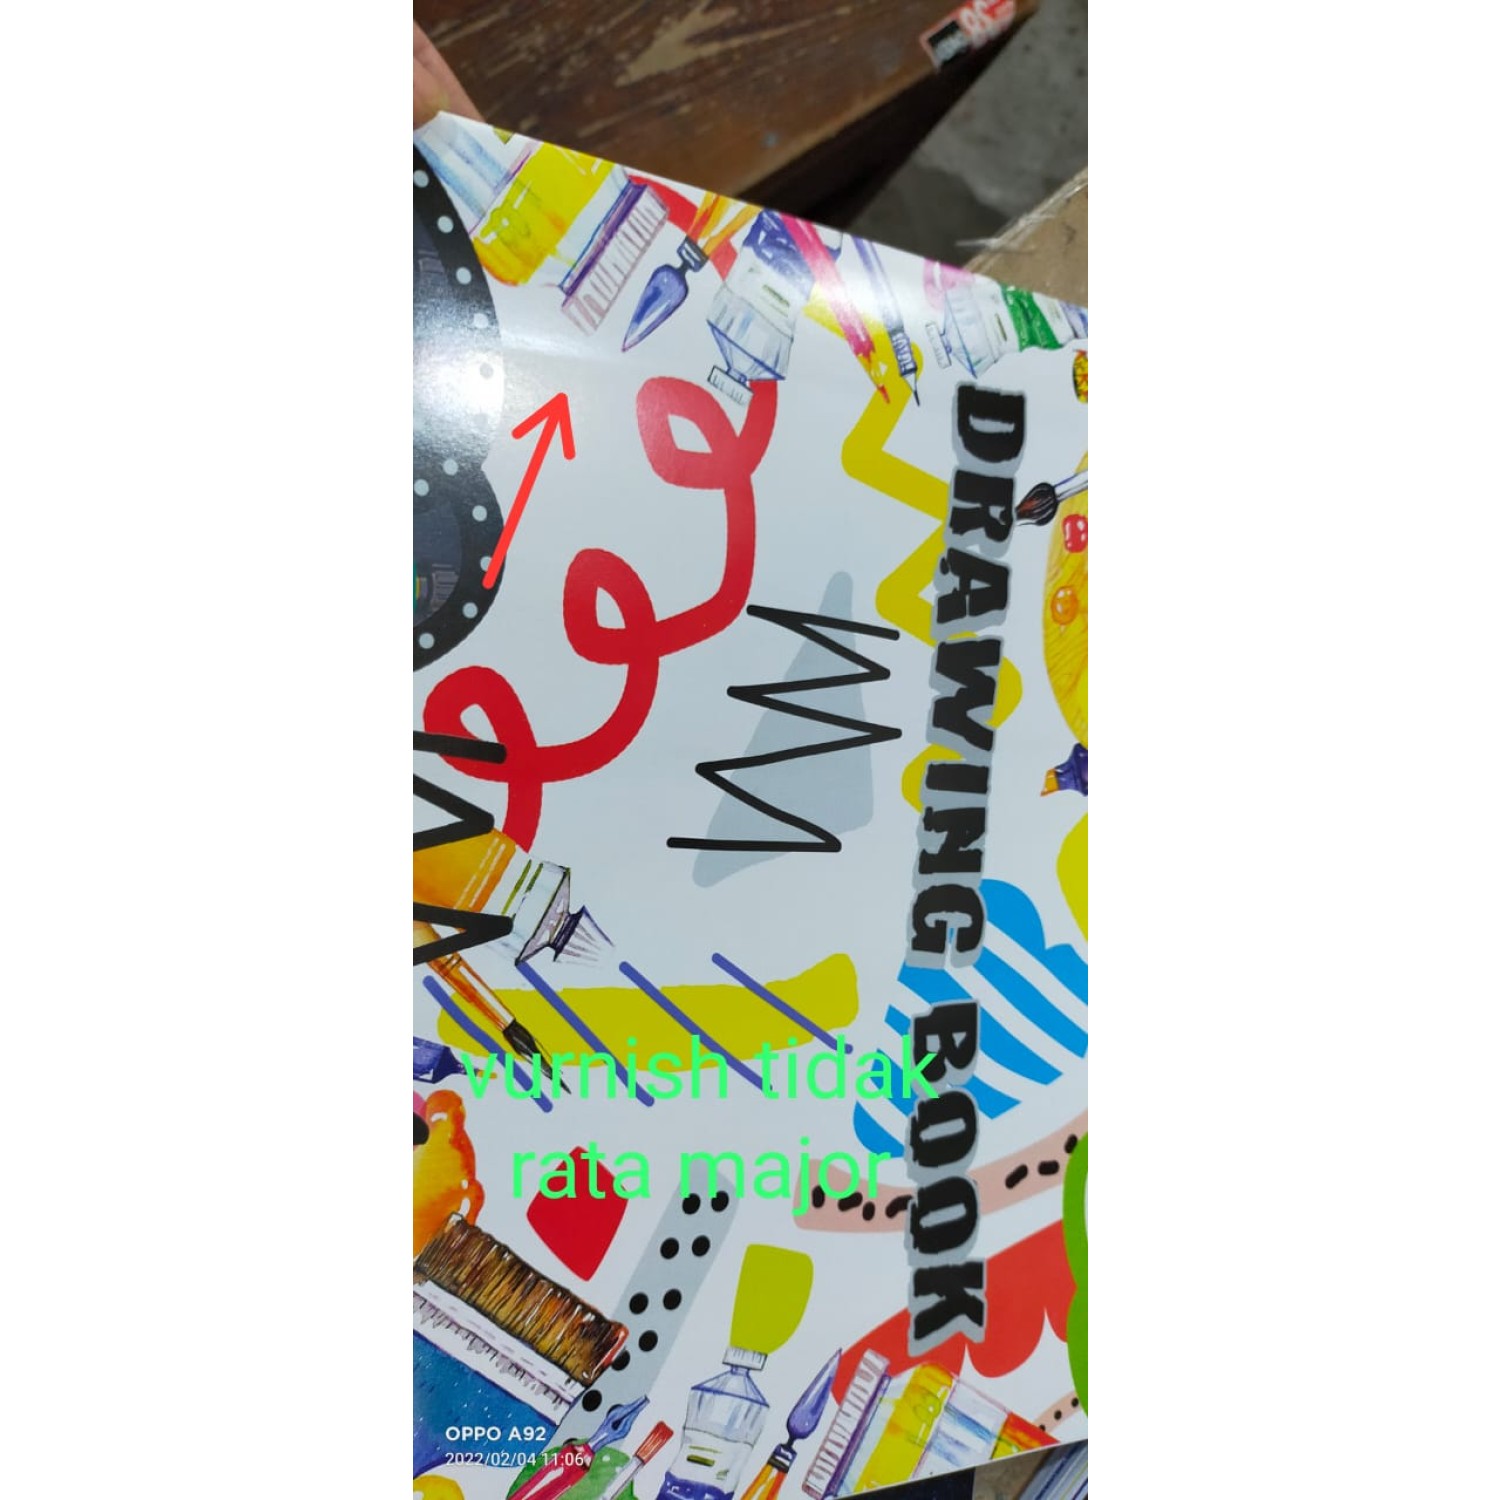 DRAWING BOOK
vurnish tidak
rata major
OPPO A92
2022/02/04 11:06